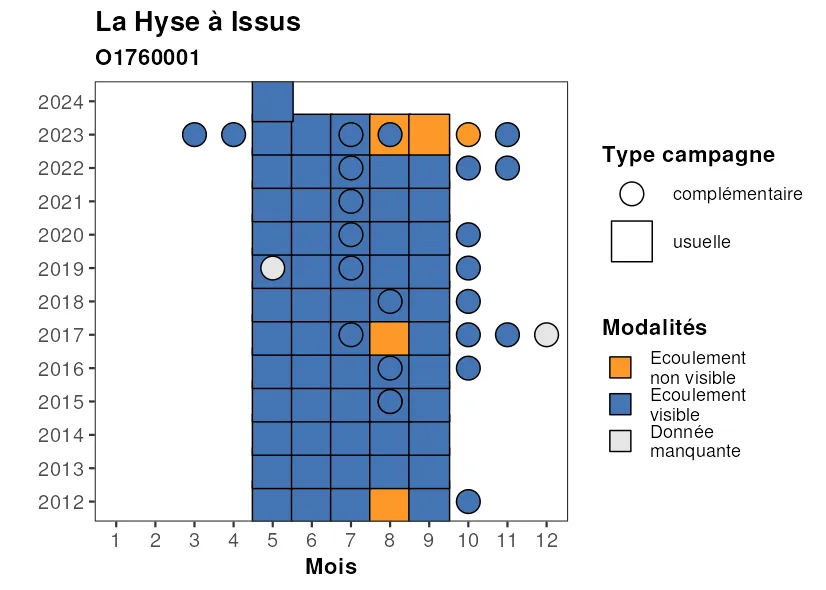 La Hyse à Issus
O1760001
2024
2023
2022
2021
2020
2019
2018
2017
2016
2015
2014
2013
2012
1 2 3 4 5 6 7 8 9 10 11 12
Mois
Type campagne
complémentaire
usuelle
Modalités
Ecoulement
non visible
Ecoulement
visible
Donnée
manquante